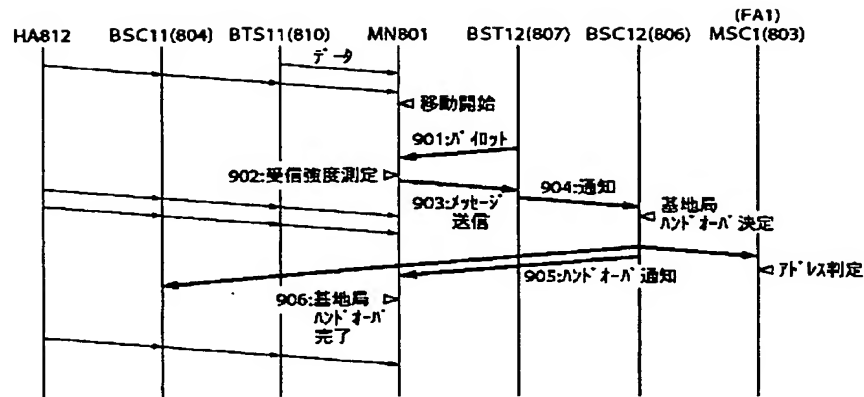 (FA1)
HA812 BSC11(804) BTS11(810) MN801 BST12(807) BSC12(806) MSC1(803)
データ
移動開始
901:パイロット
902:受信強度測定
903:メッセージ
送信
904:通知
基地局
ハンドオーバ決定
905:ハンドオーバ通知
アドレス判定
906:基地局
ハンドオーバ
完了